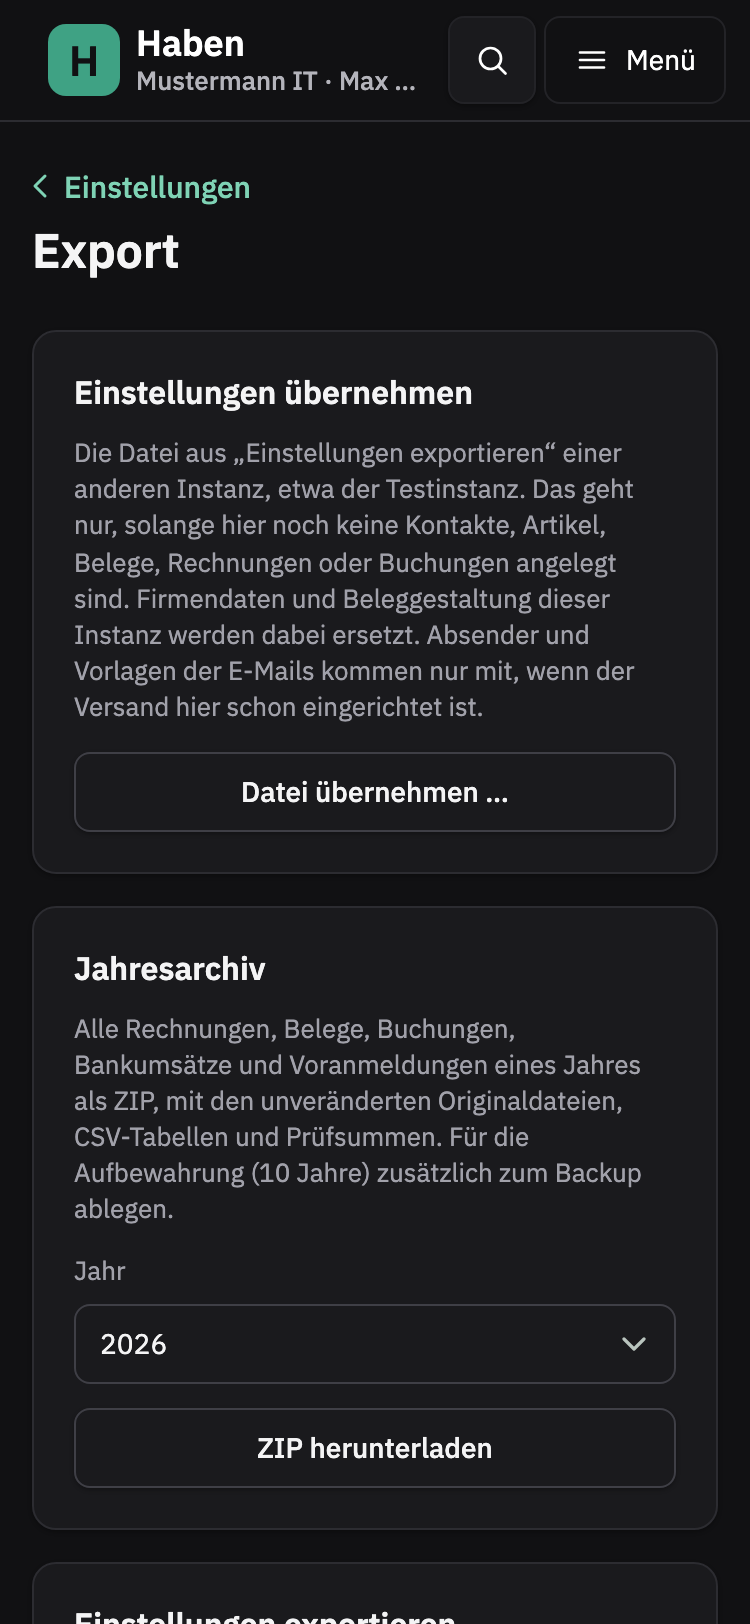 H
Haben
Mustermann IT · Max ...
Menü
Einstellungen
Export
Einstellungen übernehmen
Die Datei aus „Einstellungen exportieren“ einer
anderen Instanz, etwa der Testinstanz. Das geht
nur, solange hier noch keine Kontakte, Artikel,
Belege, Rechnungen oder Buchungen angelegt
sind. Firmendaten und Beleggestaltung dieser
Instanz werden dabei ersetzt. Absender und
Vorlagen der E-Mails kommen nur mit, wenn der
Versand hier schon eingerichtet ist.
Datei übernehmen ...
Jahresarchiv
Alle Rechnungen, Belege, Buchungen,
Bankumsätze und Voranmeldungen eines Jahres
als ZIP, mit den unveränderten Originaldateien,
CSV-Tabellen und Prüfsummen. Für die
Aufbewahrung (10 Jahre) zusätzlich zum Backup
ablegen.
Jahr
2026
ZIP herunterladen
Einstellungen exportieren